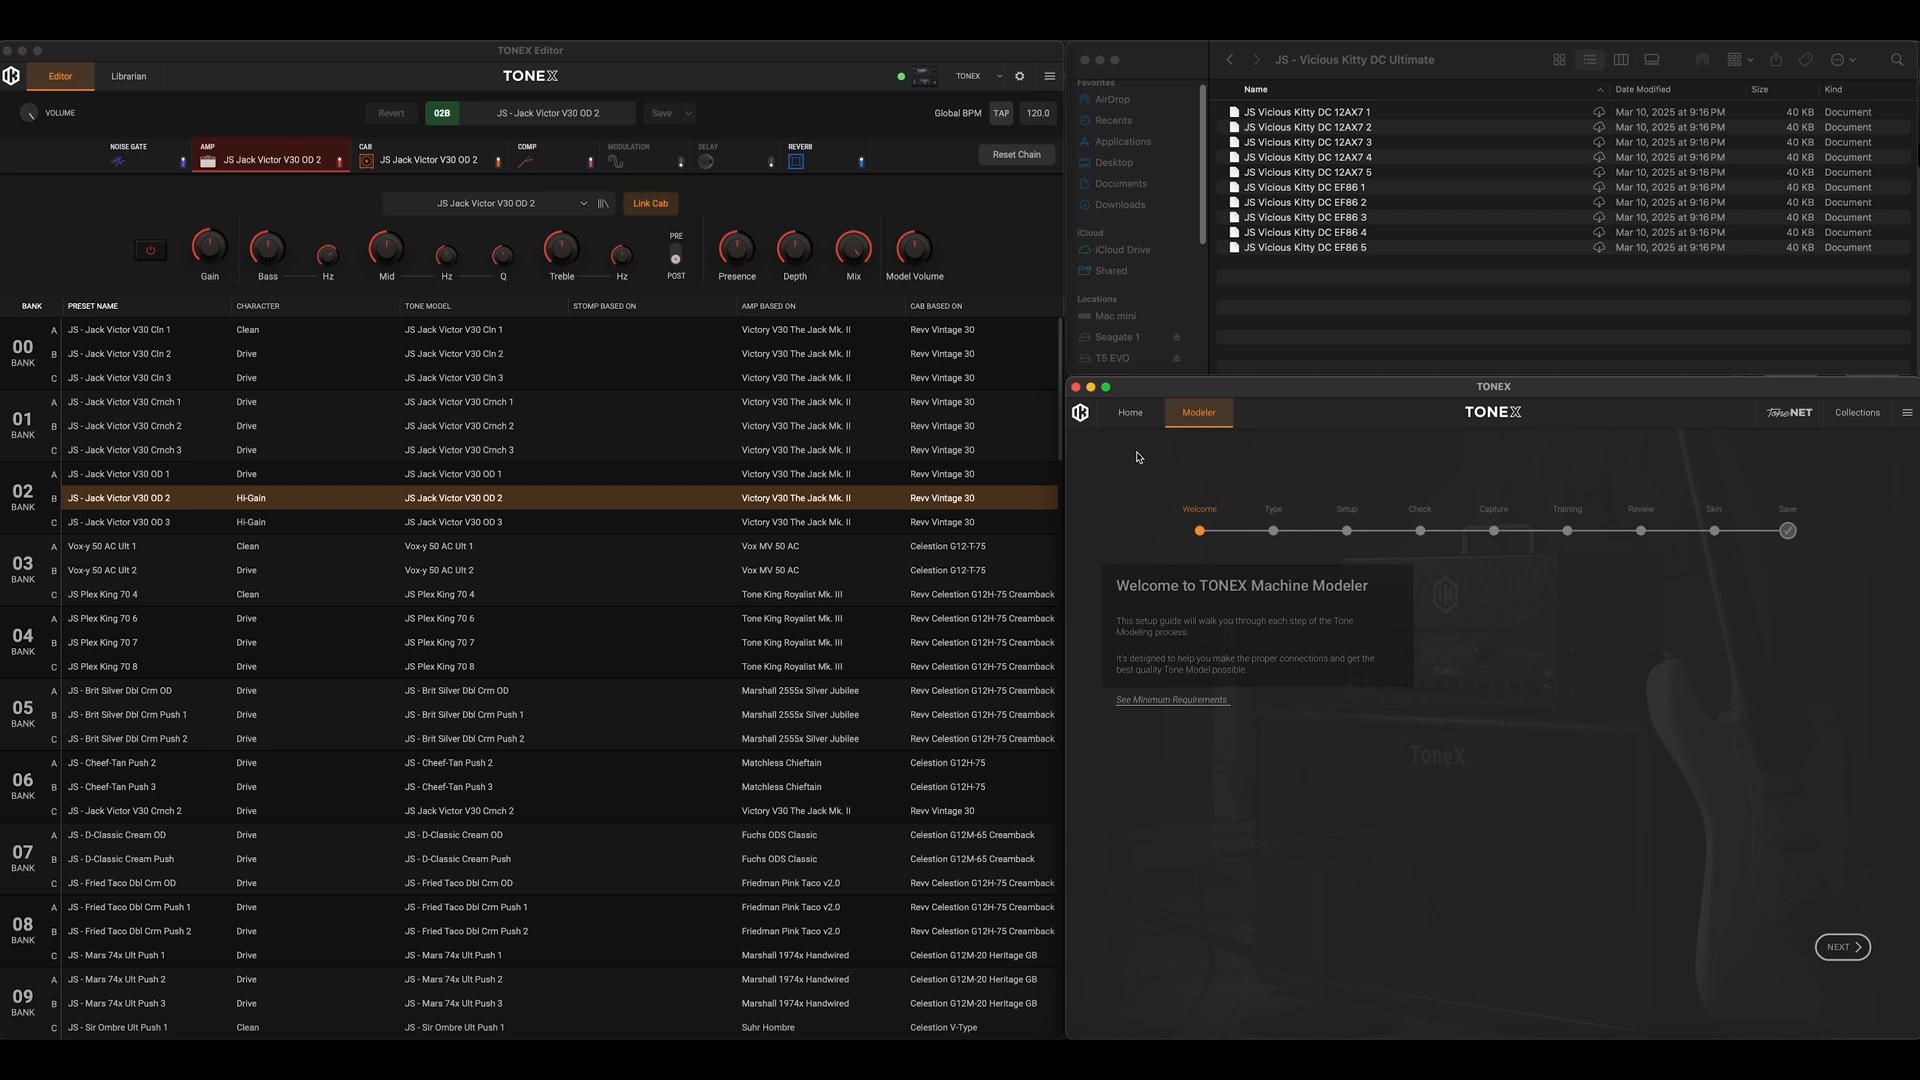 TONEX Editor
Editor
Librarian
TONEX
TONEX
VOLUME
Revert
02B
JS - Jack Victor V30 OD 2
Save
Global BPM
TAP
120.0
NOISE GATE
AMP
JS Jack Victor V30 OD 2
CAB
JS Jack Victor V30 OD 2
COMP
MODULATION
DELAY
REVERB
Reset Chain
JS Jack Victor V30 OD 2
Link Cab
PRE
POST
Gain
Bass
Hz
Mid
Hz
Q
Treble
Hz
Presence
Depth
Mix
Model Volume
BANK PRESET NAME CHARACTER TONE MODEL STOMP BASED ON AMP BASED ON CAB BASED ON
00 BANK
A JS - Jack Victor V30 Cln 1 Clean JS Jack Victor V30 Cln 1 Victory V30 The Jack Mk. II Revv Vintage 30
B JS - Jack Victor V30 Cln 2 Drive JS Jack Victor V30 Cln 2 Victory V30 The Jack Mk. II Revv Vintage 30
C JS - Jack Victor V30 Cln 3 Drive JS Jack Victor V30 Cln 3 Victory V30 The Jack Mk. II Revv Vintage 30
01 BANK
A JS - Jack Victor V30 Crnch 1 Drive JS Jack Victor V30 Crnch 1 Victory V30 The Jack Mk. II Revv Vintage 30
B JS - Jack Victor V30 Crnch 2 Drive JS Jack Victor V30 Crnch 2 Victory V30 The Jack Mk. II Revv Vintage 30
C JS - Jack Victor V30 Crnch 3 Drive JS Jack Victor V30 Crnch 3 Victory V30 The Jack Mk. II Revv Vintage 30
02 BANK
A JS - Jack Victor V30 OD 1 Drive JS Jack Victor V30 OD 1 Victory V30 The Jack Mk. II Revv Vintage 30
B JS - Jack Victor V30 OD 2 Hi-Gain JS Jack Victor V30 OD 2 Victory V30 The Jack Mk. II Revv Vintage 30
C JS - Jack Victor V30 OD 3 Hi-Gain JS Jack Victor V30 OD 3 Victory V30 The Jack Mk. II Revv Vintage 30
03 BANK
A Vox-y 50 AC Ult 1 Clean Vox-y 50 AC Ult 1 Vox MV 50 AC Celestion G12-T-75
B Vox-y 50 AC Ult 2 Drive Vox-y 50 AC Ult 2 Vox MV 50 AC Celestion G12-T-75
C JS Plex King 70 4 Clean JS Plex King 70 4 Tone King Royalist Mk. III Revv Celestion G12H-75 Creamback
04 BANK
A JS Plex King 70 6 Drive JS Plex King 70 6 Tone King Royalist Mk. III Revv Celestion G12H-75 Creamback
B JS Plex King 70 7 Drive JS Plex King 70 7 Tone King Royalist Mk. III Revv Celestion G12H-75 Creamback
C JS Plex King 70 8 Drive JS Plex King 70 8 Tone King Royalist Mk. III Revv Celestion G12H-75 Creamback
05 BANK
A JS - Brit Silver Dbl Crm OD Drive JS - Brit Silver Dbl Crm OD Marshall 2555x Silver Jubilee Revv Celestion G12H-75 Creamback
B JS - Brit Silver Dbl Crm Push 1 Drive JS - Brit Silver Dbl Crm Push 1 Marshall 2555x Silver Jubilee Revv Celestion G12H-75 Creamback
C JS - Brit Silver Dbl Crm Push 2 Drive JS - Brit Silver Dbl Crm Push 2 Marshall 2555x Silver Jubilee Revv Celestion G12H-75 Creamback
06 BANK
A JS - Cheef-Tan Push 2 Drive JS - Cheef-Tan Push 2 Matchless Chieftain Celestion G12H-75
B JS - Cheef-Tan Push 3 Drive JS - Cheef-Tan Push 3 Matchless Chieftain Celestion G12H-75
C JS - Jack Victor V30 Crnch 2 Drive JS Jack Victor V30 Crnch 2 Victory V30 The Jack Mk. II Revv Vintage 30
07 BANK
A JS - D-Classic Cream OD Drive JS - D-Classic Cream OD Fuchs ODS Classic Celestion G12M-65 Creamback
B JS - D-Classic Cream Push Drive JS - D-Classic Cream Push Fuchs ODS Classic Celestion G12M-65 Creamback
C JS - Fried Taco Dbl Crm OD Drive JS - Fried Taco Dbl Crm OD Friedman Pink Taco v2.0 Revv Celestion G12H-75 Creamback
08 BANK
A JS - Fried Taco Dbl Crm Push 1 Drive JS - Fried Taco Dbl Crm Push 1 Friedman Pink Taco v2.0 Revv Celestion G12H-75 Creamback
B JS - Fried Taco Dbl Crm Push 2 Drive JS - Fried Taco Dbl Crm Push 2 Friedman Pink Taco v2.0 Revv Celestion G12H-75 Creamback
C JS - Mars 74x Ult Push 1 Drive JS - Mars 74x Ult Push 1 Marshall 1974x Handwired Celestion G12M-20 Heritage GB
09 BANK
A JS - Mars 74x Ult Push 2 Drive JS - Mars 74x Ult Push 2 Marshall 1974x Handwired Celestion G12M-20 Heritage GB
B JS - Mars 74x Ult Push 3 Drive JS - Mars 74x Ult Push 3 Marshall 1974x Handwired Celestion G12M-20 Heritage GB
C JS - Sir Ombre Ult Push 1 Clean JS - Sir Ombre Ult Push 1 Suhr Hombre Celestion V-Type
JS - Vicious Kitty DC Ultimate
Favorites
AirDrop
Recents
Applications
Desktop
Documents
Downloads
iCloud
iCloud Drive
Shared
Locations
Mac mini
Seagate 1
T5 EVO
Name Date Modified Size Kind
JS Vicious Kitty DC 12AX7 1 Mar 10, 2025 at 9:16 PM 40 KB Document
JS Vicious Kitty DC 12AX7 2 Mar 10, 2025 at 9:16 PM 40 KB Document
JS Vicious Kitty DC 12AX7 3 Mar 10, 2025 at 9:16 PM 40 KB Document
JS Vicious Kitty DC 12AX7 4 Mar 10, 2025 at 9:16 PM 40 KB Document
JS Vicious Kitty DC 12AX7 5 Mar 10, 2025 at 9:16 PM 40 KB Document
JS Vicious Kitty DC EF86 1 Mar 10, 2025 at 9:16 PM 40 KB Document
JS Vicious Kitty DC EF86 2 Mar 10, 2025 at 9:16 PM 40 KB Document
JS Vicious Kitty DC EF86 3 Mar 10, 2025 at 9:16 PM 40 KB Document
JS Vicious Kitty DC EF86 4 Mar 10, 2025 at 9:16 PM 40 KB Document
JS Vicious Kitty DC EF86 5 Mar 10, 2025 at 9:16 PM 40 KB Document
TONEX
Home
Modeler
TONEX
ToneNET
Collections
Welcome Type Setup Check Capture Training Review Skin Save
Welcome to TONEX Machine Modeler
This setup guide will walk you through each step of the Tone
Modeling process.
It's designed to help you make the proper connections and get the
best quality Tone Model possible.
See Minimum Requirements
TONEX
ToneX
NEXT